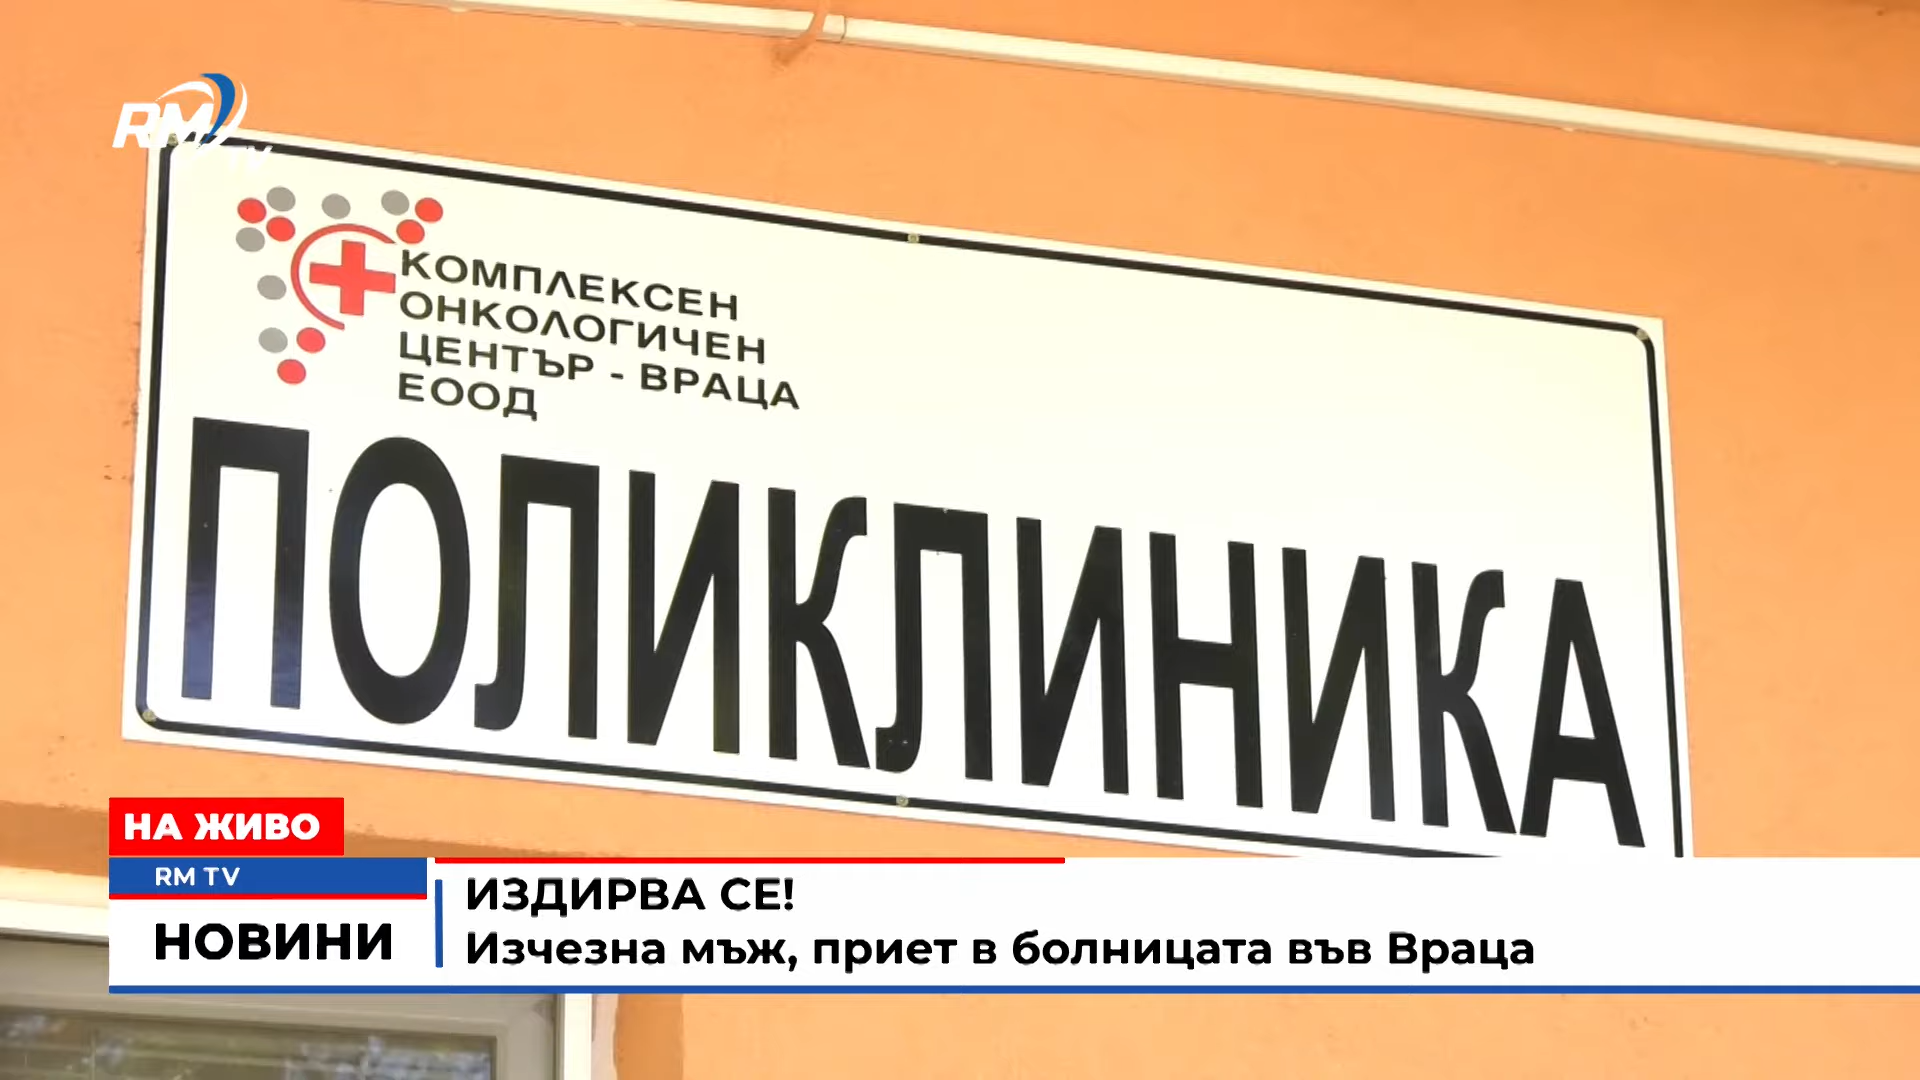 RM TV
КОМПЛЕКСЕН
ОНКОЛОГИЧЕН
ЦЕНТЪР - ВРАЦА
ЕООД
ПОЛИКЛИНИКА
НА ЖИВО
RM TV
НОВИНИ
ИЗДИРВА СЕ!
Изчезна мъж, приет в болницата във Враца